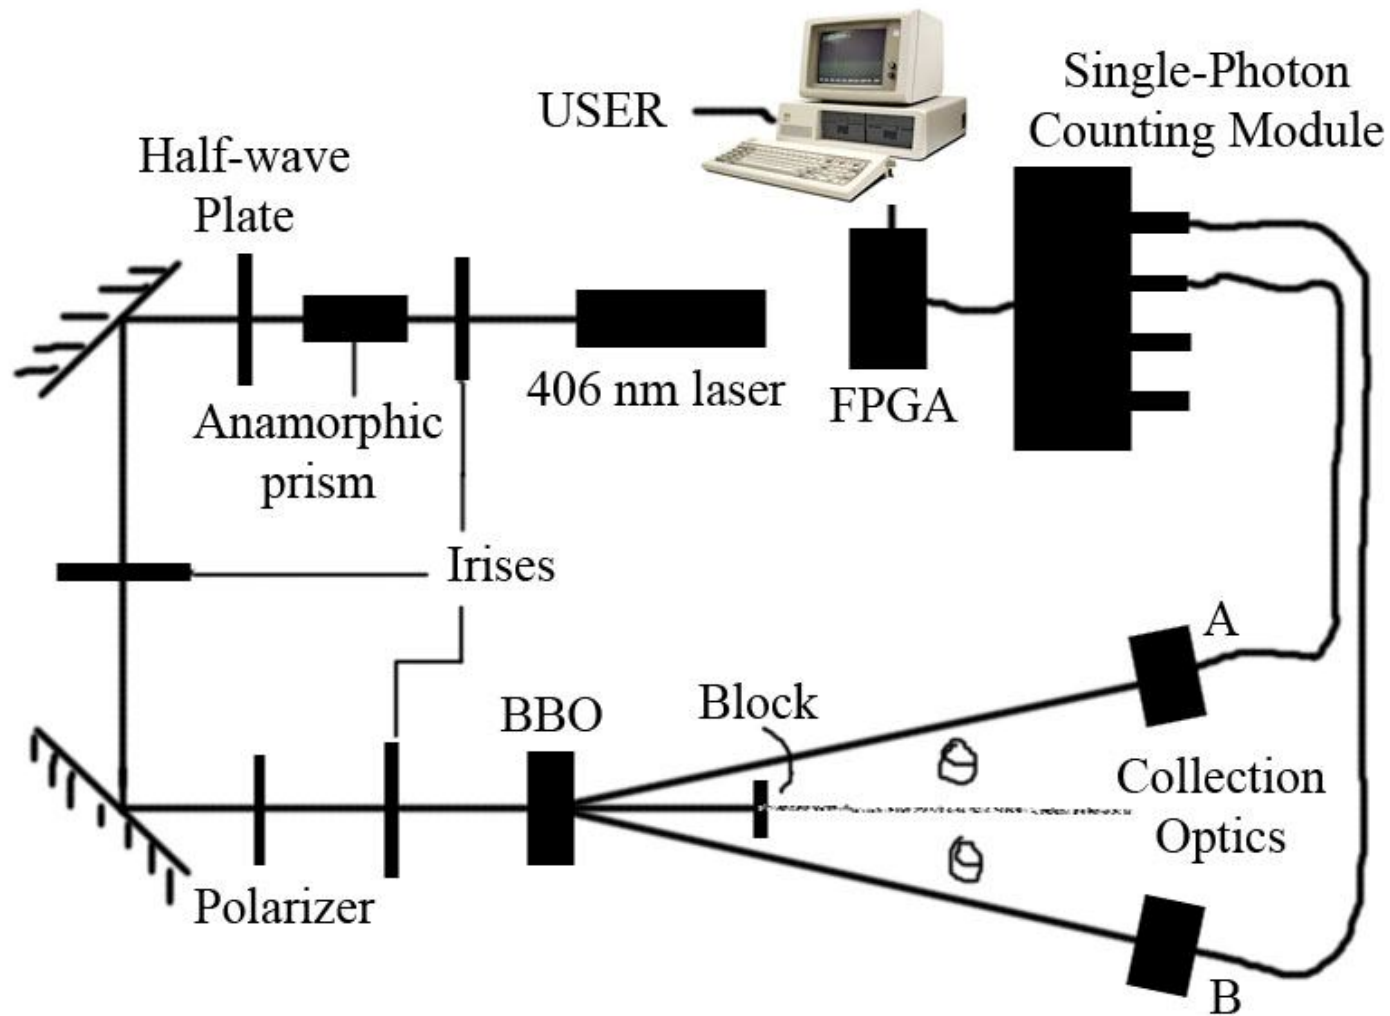 USER
Single-Photon
Counting Module
Half-wave
Plate
406 nm laser
FPGA
Anamorphic
prism
Irises
A
BBO
Block
θ
Collection
Optics
θ
Polarizer
B